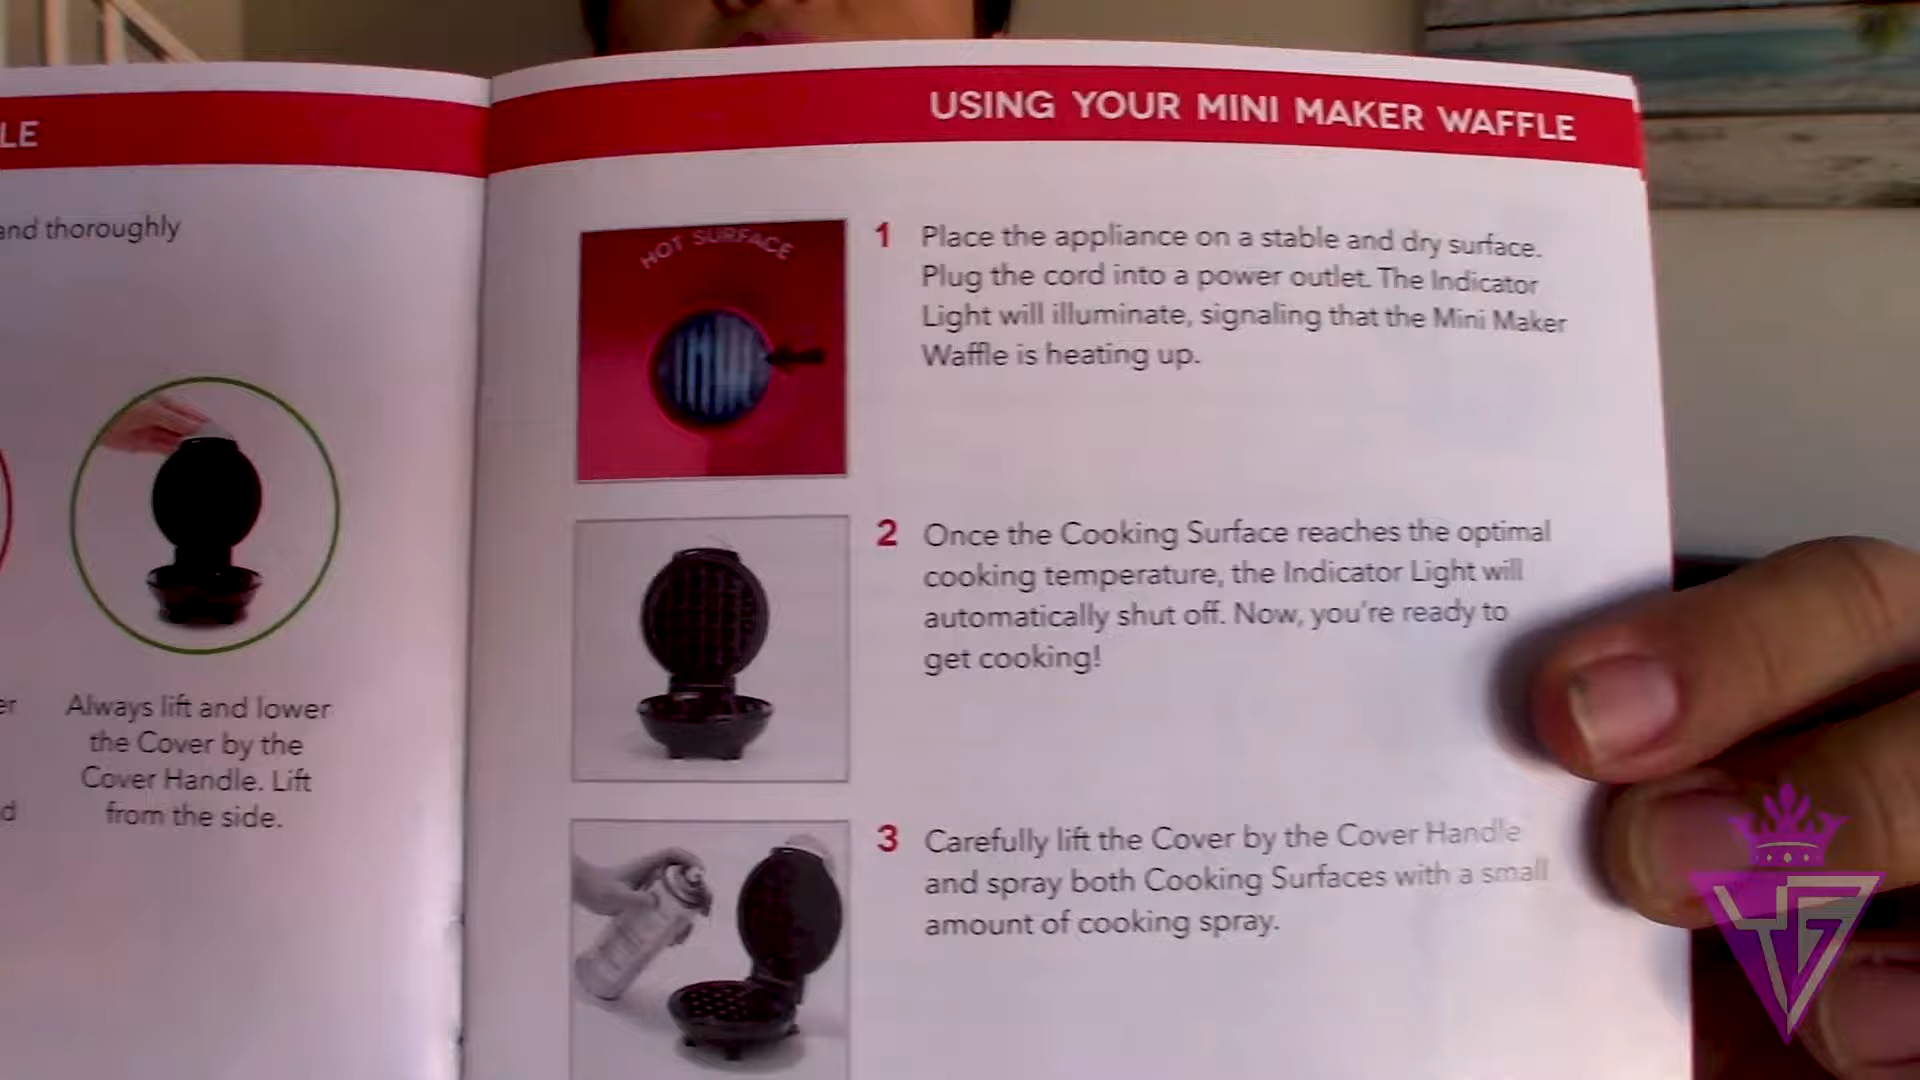 LE
and thoroughly
er
d
Always lift and lower
the Cover by the
Cover Handle. Lift
from the side.
USING YOUR MINI MAKER WAFFLE
HOT SURFACE
1 Place the appliance on a stable and dry surface.
Plug the cord into a power outlet. The Indicator
Light will illuminate, signaling that the Mini Maker
Waffle is heating up.
2 Once the Cooking Surface reaches the optimal
cooking temperature, the Indicator Light will
automatically shut off. Now, you're ready to
get cooking!
3 Carefully lift the Cover by the Cover Handle
and spray both Cooking Surfaces with a small
amount of cooking spray.